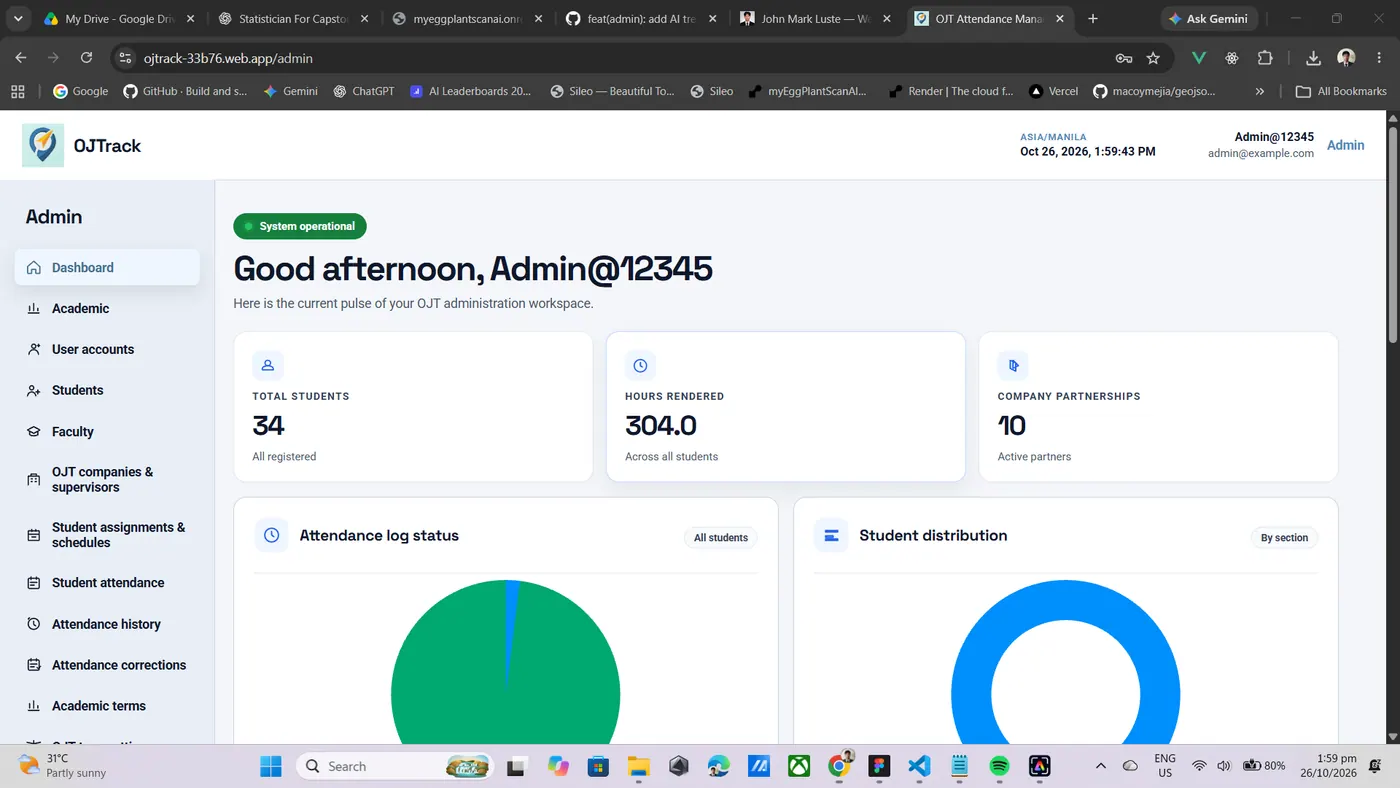 My Drive - Google Dri
Statistician For Capsto
myeggplantscanai.onr
feat(admin): add AI tre
John Mark Luste — W
OJT Attendance Mana
Ask Gemini
ojtrack-33b76.web.app/admin
Google
GitHub · Build and s...
Gemini
ChatGPT
AI Leaderboards 20...
Sileo — Beautiful To...
Sileo
myEggPlantScanAI...
Render | The cloud f...
Vercel
macoymejia/geojso...
All Bookmarks
OJTrack
ASIA/MANILA
Oct 26, 2026, 1:59:43 PM
Admin@12345
admin@example.com
Admin
Admin
Dashboard
Academic
User accounts
Students
Faculty
OJT companies &
supervisors
Student assignments &
schedules
Student attendance
Attendance history
Attendance corrections
Academic terms
System operational
Good afternoon, Admin@12345
Here is the current pulse of your OJT administration workspace.
TOTAL STUDENTS
34
All registered
HOURS RENDERED
304.0
Across all students
COMPANY PARTNERSHIPS
10
Active partners
Attendance log status
All students
Student distribution
By section
31°C
Partly sunny
Search
ENG
US
80%
1:59 pm
26/10/2026